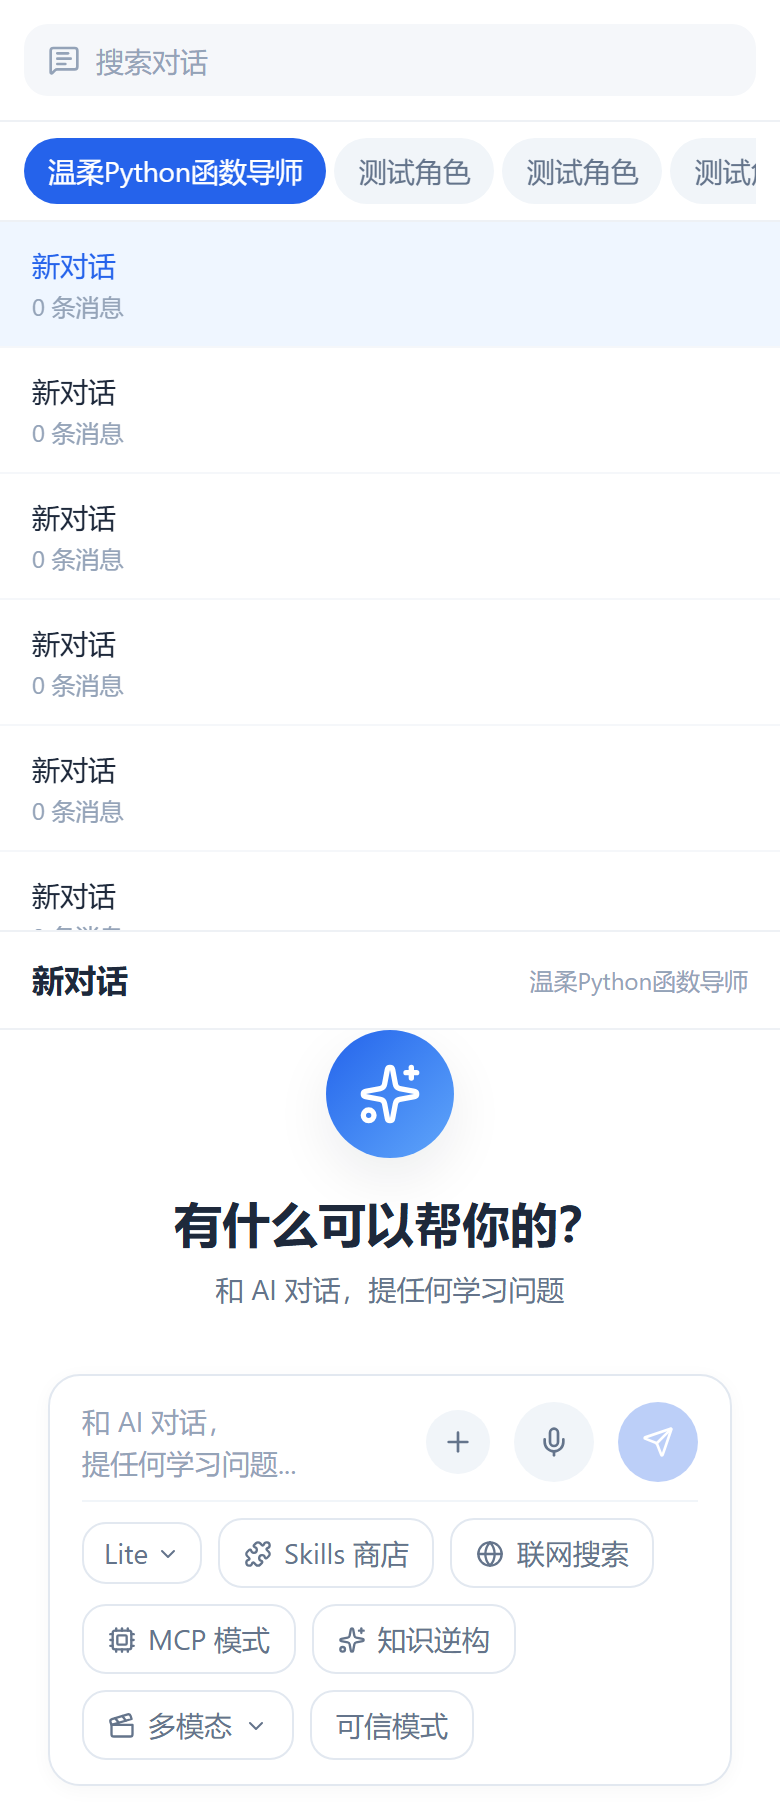 搜索对话
温柔Python函数导师 测试角色 测试角色 测试
新对话
0 条消息
新对话
0 条消息
新对话
0 条消息
新对话
0 条消息
新对话
0 条消息
新对话
新对话 温柔Python函数导师
有什么可以帮你的？
和 AI 对话，提任何学习问题
和 AI 对话，
提任何学习问题...
Lite Skills 商店 联网搜索
MCP 模式 知识逆构
多模态 可信模式